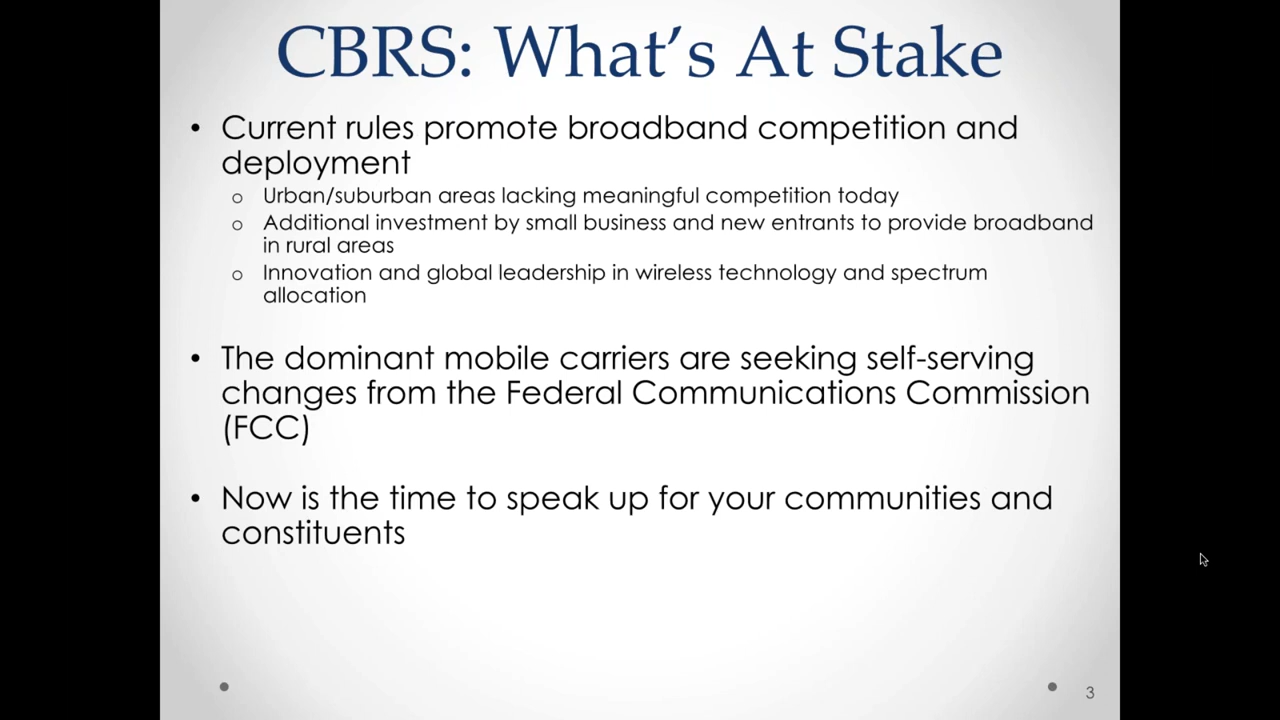 CBRS: What's At Stake
• Current rules promote broadband competition and
deployment
o Urban/suburban areas lacking meaningful competition today
o Additional investment by small business and new entrants to provide broadband
in rural areas
o Innovation and global leadership in wireless technology and spectrum
allocation
• The dominant mobile carriers are seeking self-serving
changes from the Federal Communications Commission
(FCC)
• Now is the time to speak up for your communities and
constituents
3